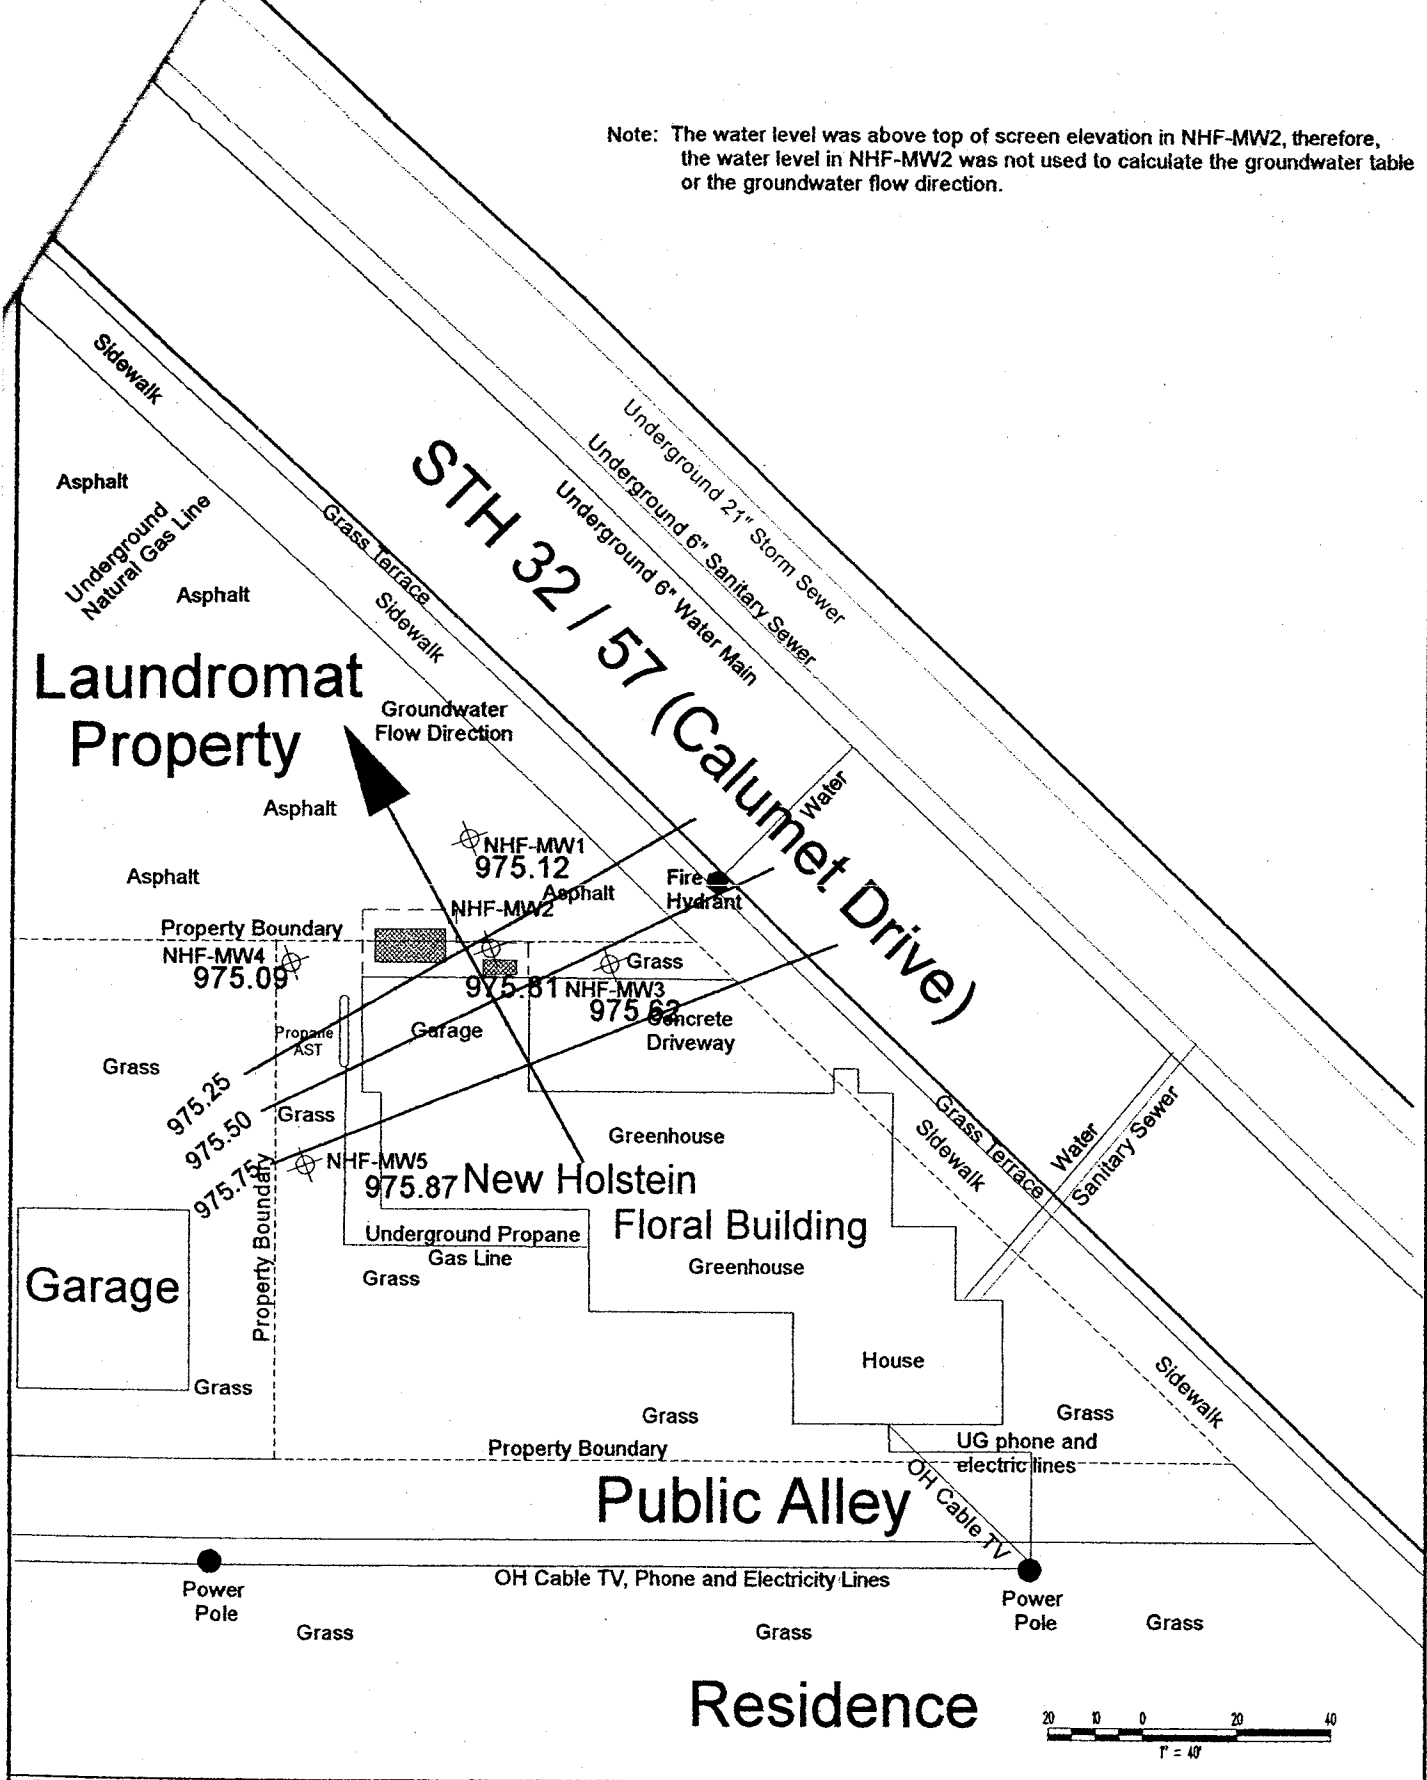 Note: The water level was above top of screen elevation in NHF-MW2, therefore,
the water level in NHF-MW2 was not used to calculate the groundwater table
or the groundwater flow direction.
Sidewalk
Underground 21" Storm Sewer
Underground 6" Sanitary Sewer
Underground 6" Water Main
STH 32 / 57 (Calumet Drive)
Asphalt
Underground
Natural Gas Line
Grass Terrace
Sidewalk
Asphalt
Laundromat
Property
Groundwater
Flow Direction
Water
Asphalt
NHF-MW1
975.12
Asphalt
Asphalt
Fire
Hydrant
NHF-MW2
Property Boundary
NHF-MW4
975.09
Grass
975.81
NHF-MW3
975.62
Propane
AST
Garage
Concrete
Driveway
Grass
975.25
975.50
975.75
Grass
Greenhouse
Grass Terrace
Sidewalk
Water
Sanitary Sewer
NHF-MW5
975.87
New Holstein
Floral Building
Property Boundary
Underground Propane
Gas Line
Greenhouse
Garage
Grass
House
Sidewalk
Grass
Grass
Grass
Property Boundary
UG phone and
electric lines
OH Cable TV
Public Alley
OH Cable TV, Phone and Electricity Lines
Power
Pole
Power
Pole
Grass
Grass
Grass
Residence
20 10 0 20 40
1" = 40'